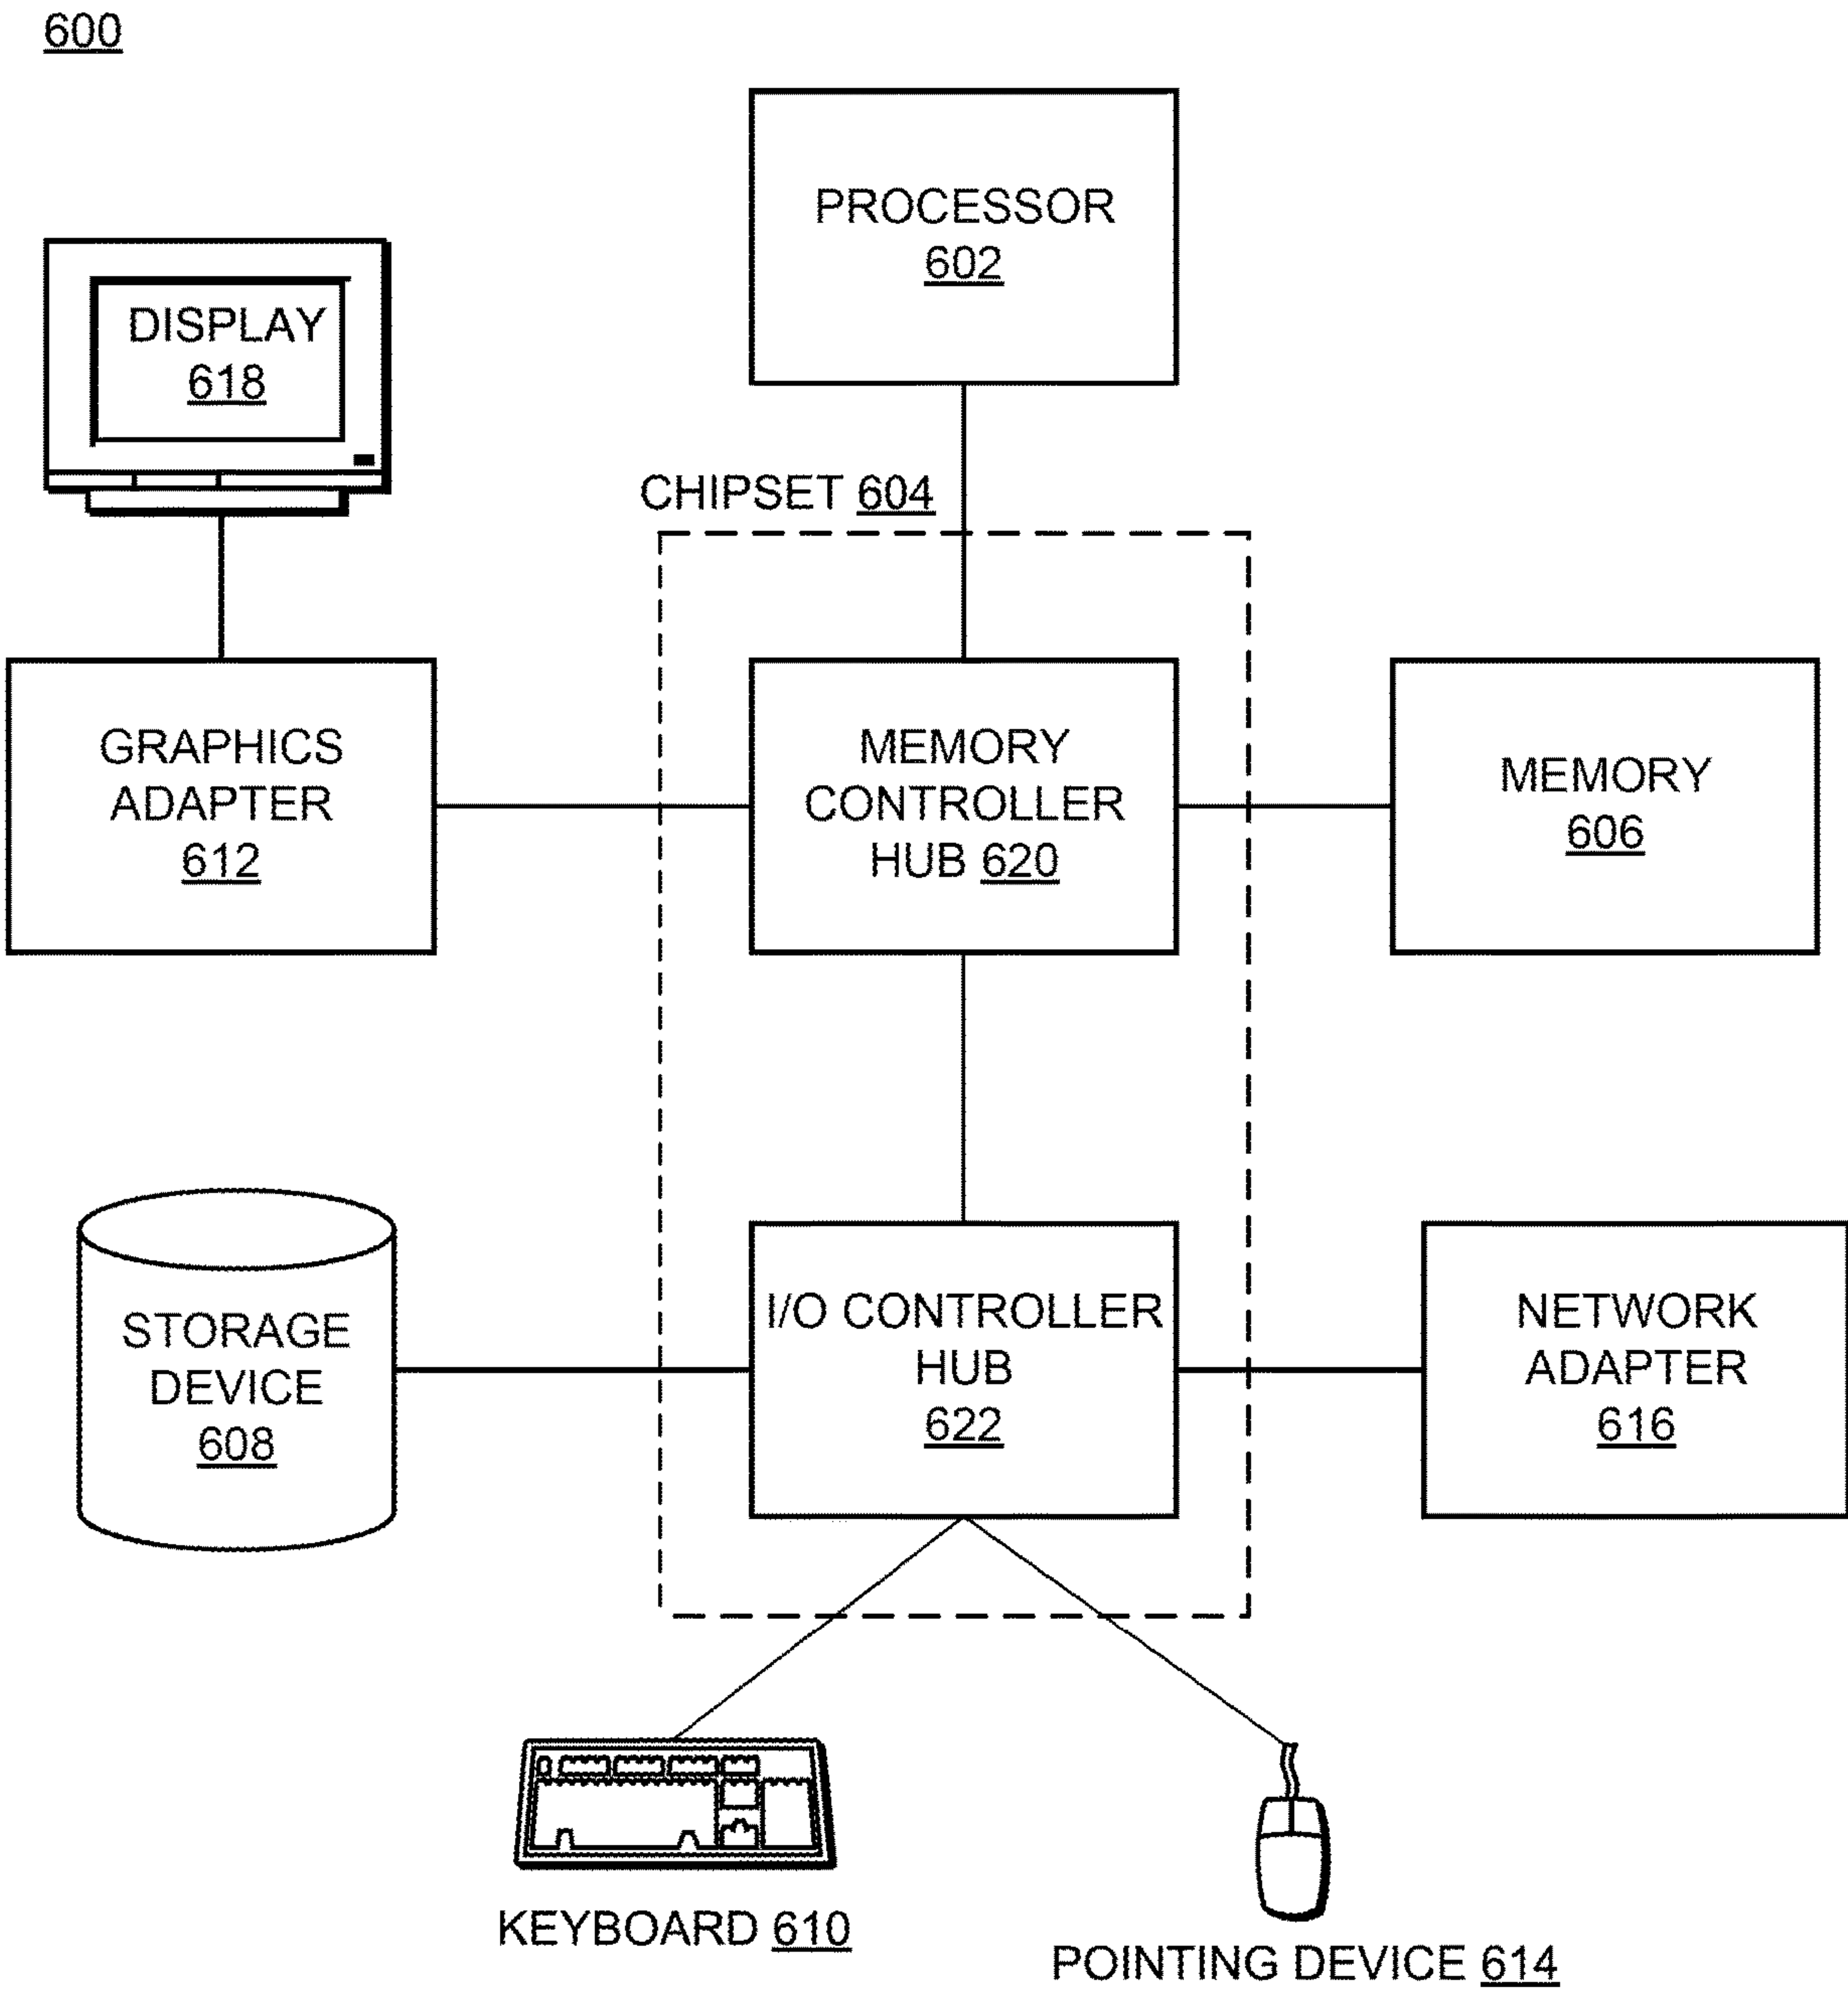 600
PROCESSOR
602
DISPLAY
618
CHIPSET 604
GRAPHICS
ADAPTER
612
MEMORY
CONTROLLER
HUB 620
MEMORY
606
STORAGE
DEVICE
608
I/O CONTROLLER
HUB
622
NETWORK
ADAPTER
616
KEYBOARD 610
POINTING DEVICE 614